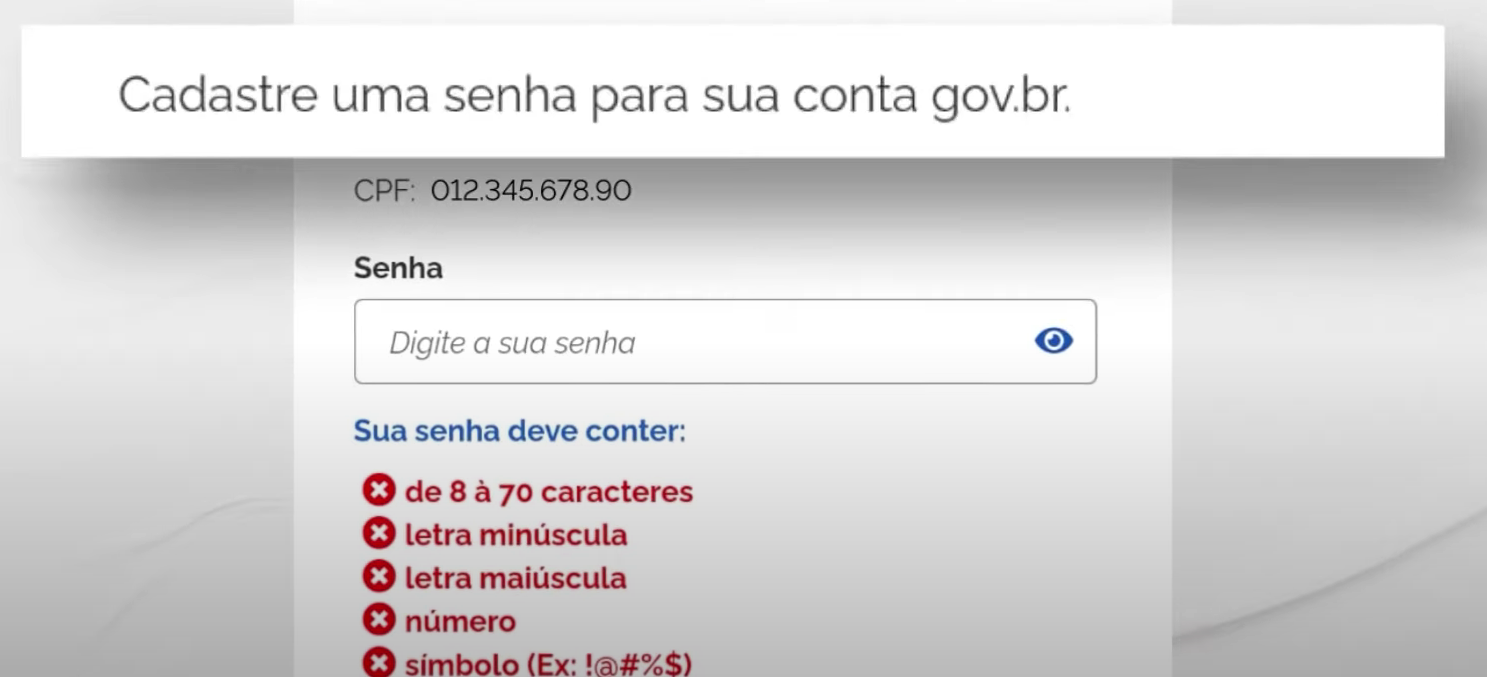 Cadastre uma senha para sua conta gov.br.
CPF: 012.345.678.90
Senha
Digite a sua senha
Sua senha deve conter:
de 8 à 70 caracteres
letra minúscula
letra maiúscula
número
símbolo (Ex: !@#%$)